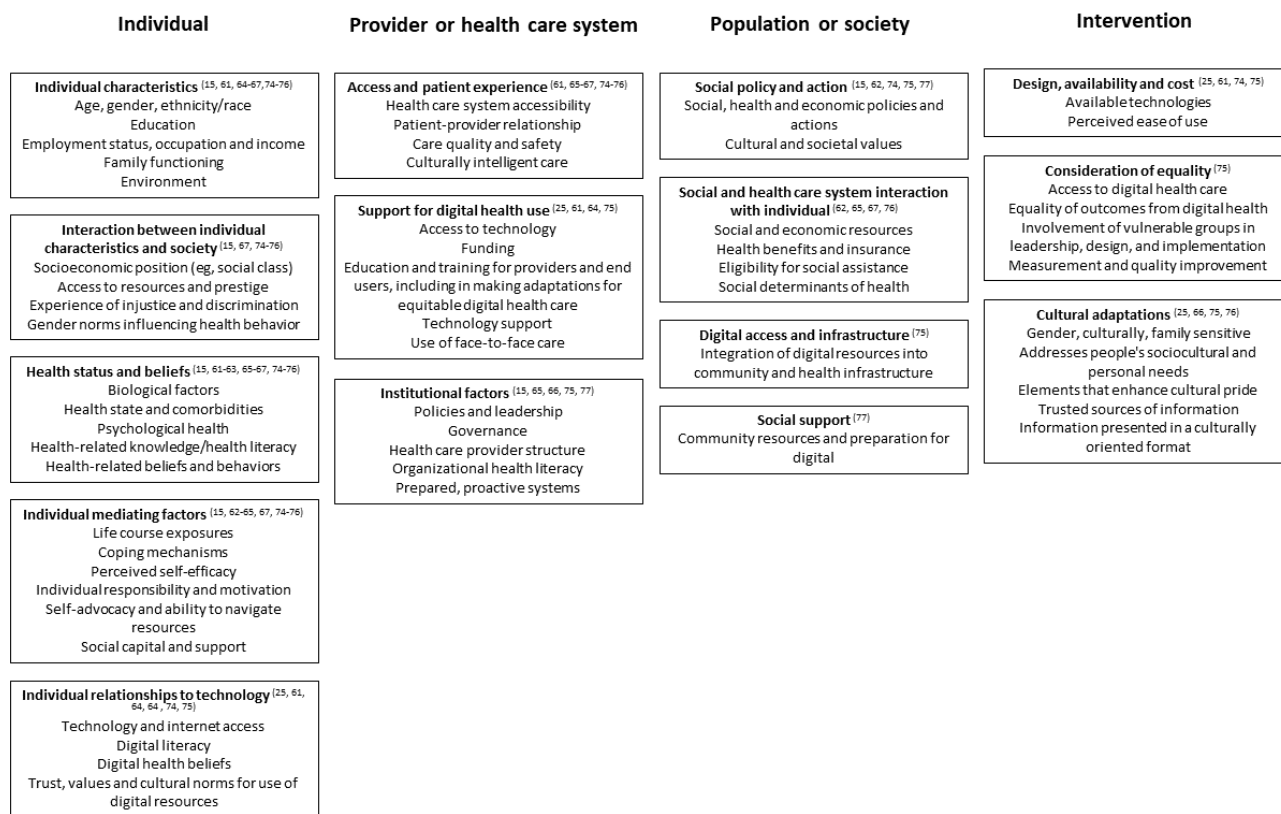 Individual
Provider or health care system
Population or society
Intervention
Individual characteristics (15, 61, 64-67,74-76)
Age, gender, ethnicity/race
Education
Employment status, occupation and income
Family functioning
Environment
Interaction between individual
characteristics and society (15, 67, 74-76)
Socioeconomic position (eg, social class)
Access to resources and prestige
Experience of injustice and discrimination
Gender norms influencing health behavior
Health status and beliefs (15, 61-63, 65-67, 74-76)
Biological factors
Health state and comorbidities
Psychological health
Health-related knowledge/health literacy
Health-related beliefs and behaviors
Individual mediating factors (15, 62-65, 67, 74-76)
Life course exposures
Coping mechanisms
Perceived self-efficacy
Individual responsibility and motivation
Self-advocacy and ability to navigate
resources
Social capital and support
Individual relationships to technology (25, 61,
64, 64 , 74, 75)
Technology and internet access
Digital literacy
Digital health beliefs
Trust, values and cultural norms for use of
digital resources
Access and patient experience (61, 65-67, 74-76)
Health care system accessibility
Patient-provider relationship
Care quality and safety
Culturally intelligent care
Support for digital health use (25, 61, 64, 75)
Access to technology
Funding
Education and training for providers and end
users, including in making adaptations for
equitable digital health care
Technology support
Use of face-to-face care
Institutional factors (15, 65, 66, 75, 77)
Policies and leadership
Governance
Health care provider structure
Organizational health literacy
Prepared, proactive systems
Social policy and action (15, 62, 74, 75, 77)
Social, health and economic policies and
actions
Cultural and societal values
Social and health care system interaction
with individual (62, 65, 67, 76)
Social and economic resources
Health benefits and insurance
Eligibility for social assistance
Social determinants of health
Digital access and infrastructure (75)
Integration of digital resources into
community and health infrastructure
Social support (77)
Community resources and preparation for
digital
Design, availability and cost (25, 61, 74, 75)
Available technologies
Perceived ease of use
Consideration of equality (75)
Access to digital health care
Equality of outcomes from digital health
Involvement of vulnerable groups in
leadership, design, and implementation
Measurement and quality improvement
Cultural adaptations (25, 66, 75, 76)
Gender, culturally, family sensitive
Addresses people's sociocultural and
personal needs
Elements that enhance cultural pride
Trusted sources of information
Information presented in a culturally
oriented format